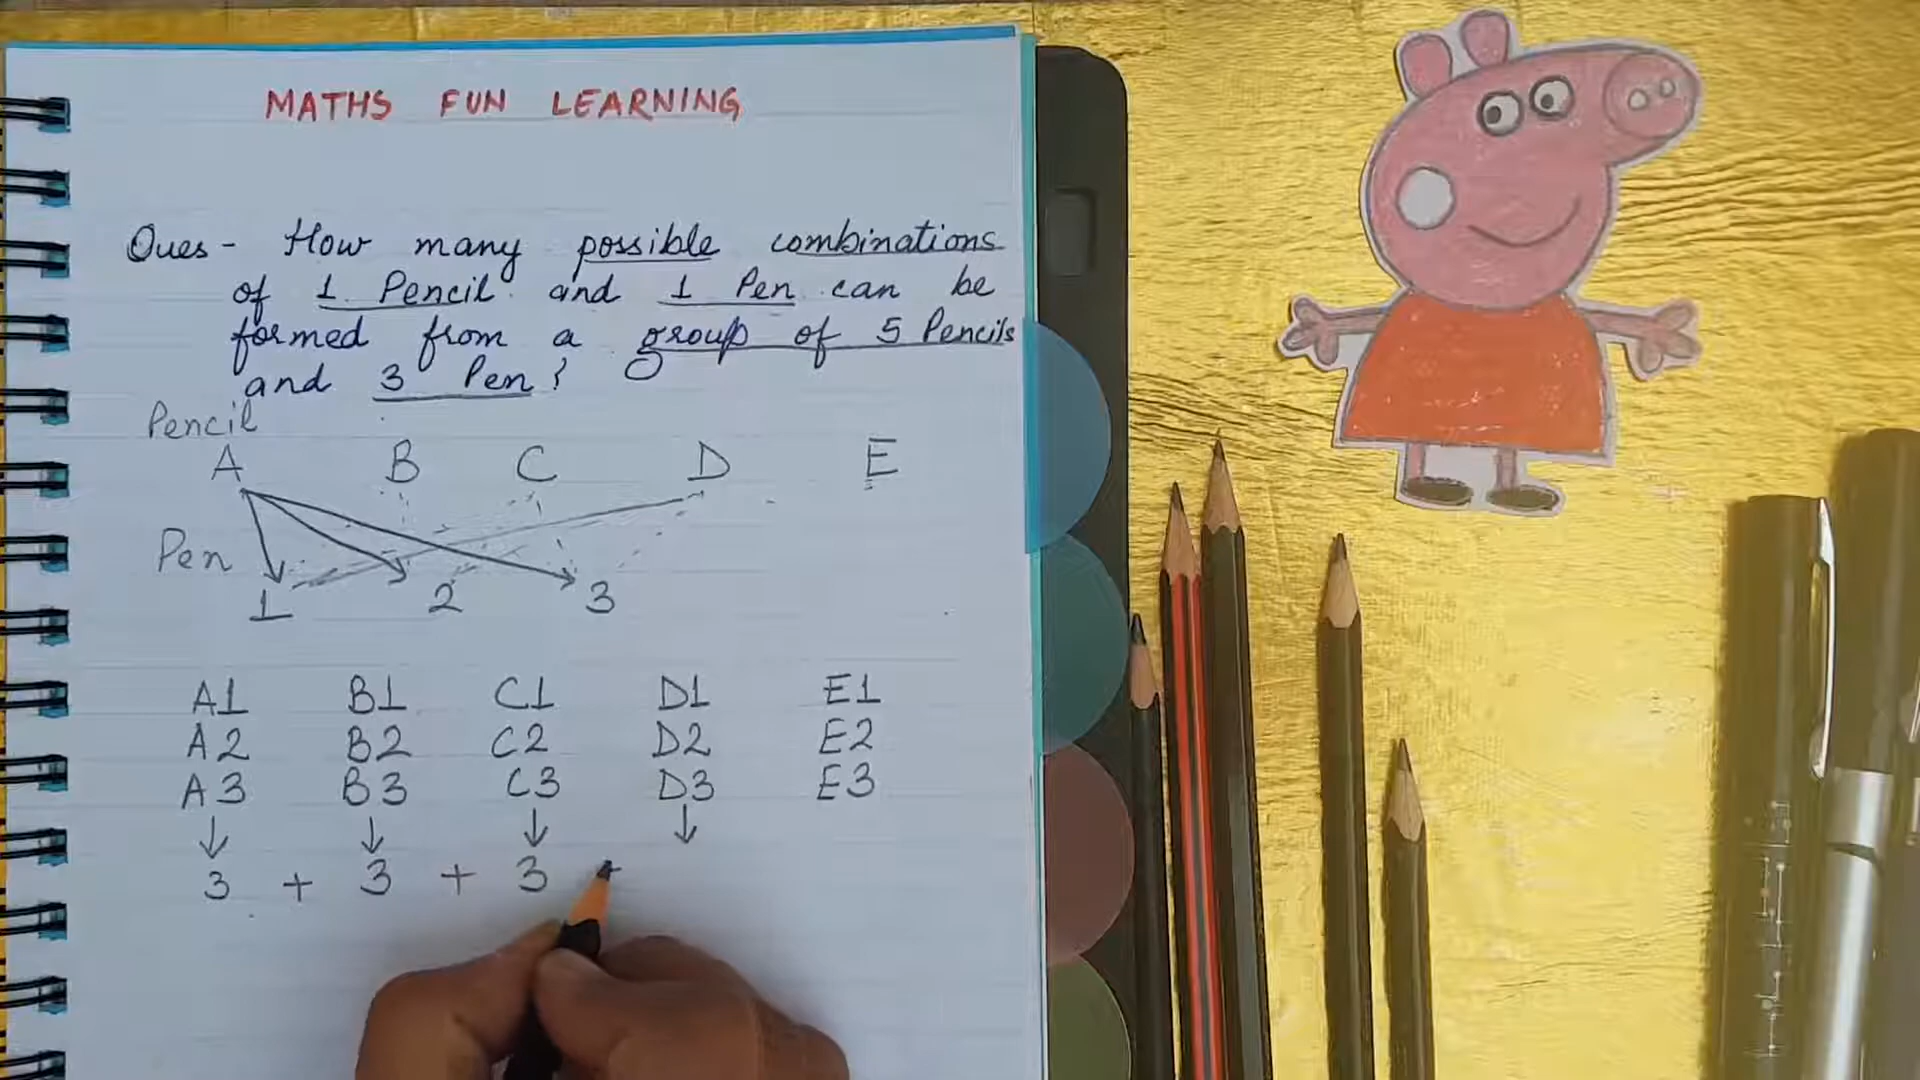 MATHS FUN LEARNING
Ques - How many possible combinations
of 1 Pencil and 1 Pen can be
formed from a group of 5 Pencils
and 3 Pen?
Pencil
A B C D E
Pen
1 2 3
A1 B1 C1 D1 E1
A2 B2 C2 D2 E2
A3 B3 C3 D3 E3
↓ ↓ ↓ ↓
3 + 3 + 3 +